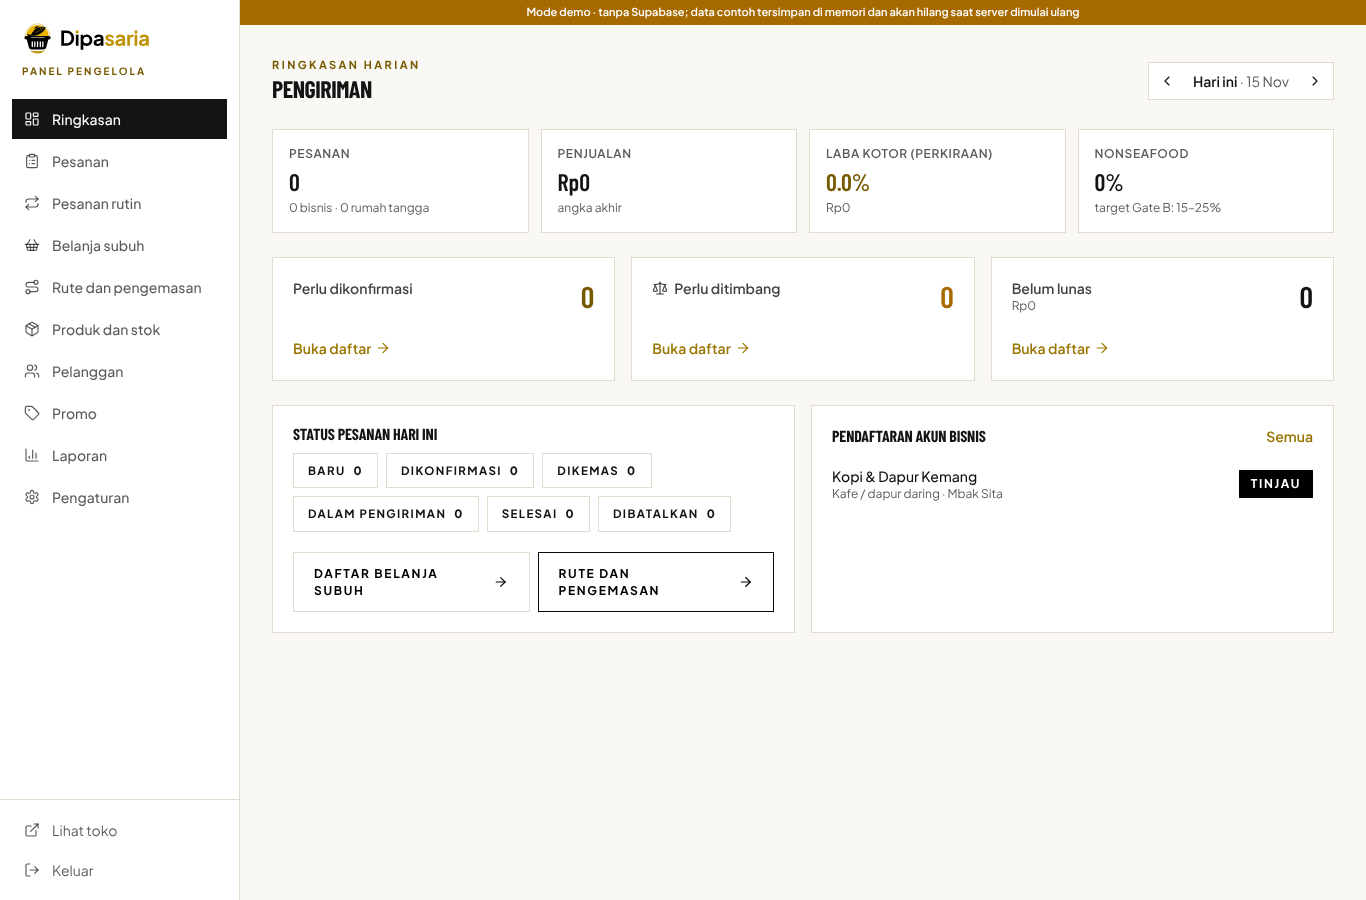 Mode demo · tanpa Supabase; data contoh tersimpan di memori dan akan hilang saat server dimulai ulang
Dipasaria
PANEL PENGELOLA
Ringkasan
Pesanan
Pesanan rutin
Belanja subuh
Rute dan pengemasan
Produk dan stok
Pelanggan
Promo
Laporan
Pengaturan
Lihat toko
Keluar
RINGKASAN HARIAN
PENGIRIMAN
Hari ini · 15 Nov
PESANAN
0
0 bisnis · 0 rumah tangga
PENJUALAN
Rp0
angka akhir
LABA KOTOR (PERKIRAAN)
0.0%
Rp0
NONSEAFOOD
0%
target Gate B: 15–25%
Perlu dikonfirmasi
0
Buka daftar
Perlu ditimbang
0
Buka daftar
Belum lunas
Rp0
0
Buka daftar
STATUS PESANAN HARI INI
BARU 0
DIKONFIRMASI 0
DIKEMAS 0
DALAM PENGIRIMAN 0
SELESAI 0
DIBATALKAN 0
DAFTAR BELANJA
SUBUH
RUTE DAN
PENGEMASAN
PENDAFTARAN AKUN BISNIS
Semua
Kopi & Dapur Kemang
Kafe / dapur daring · Mbak Sita
TINJAU